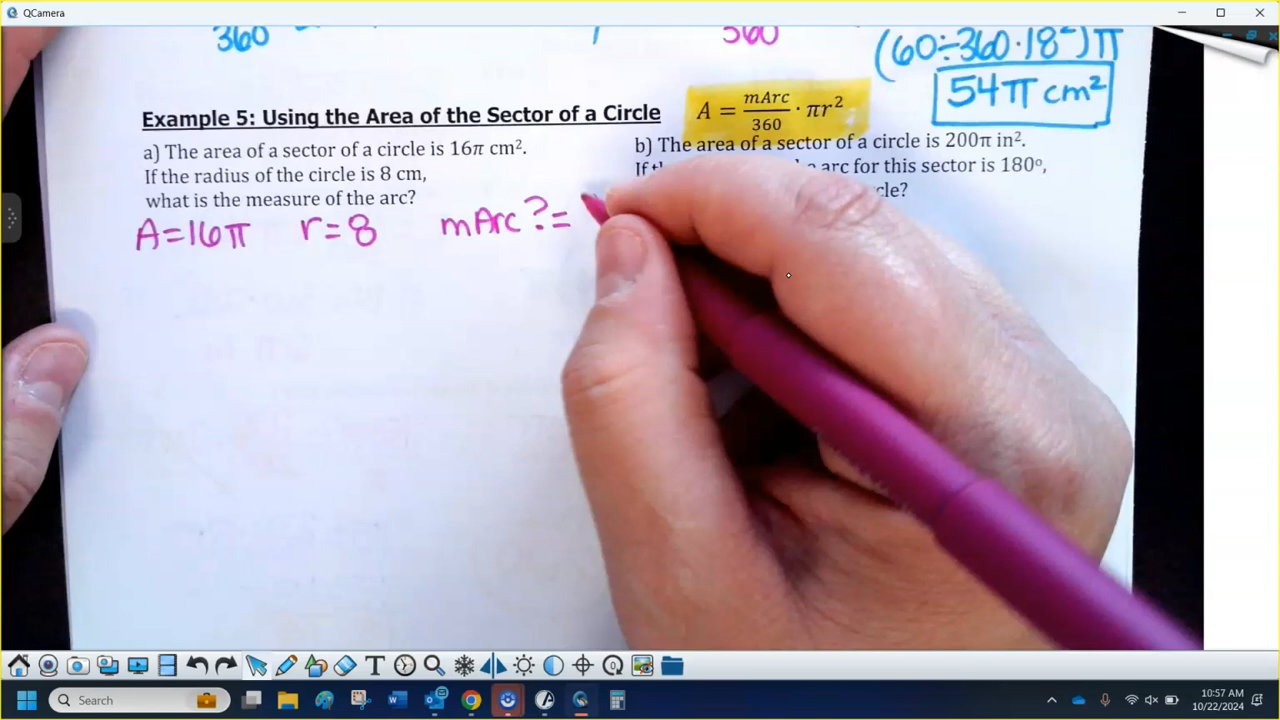 QCamera
360
360
(60÷360·18²)π
54π cm²
Example 5: Using the Area of the Sector of a Circle
A = mArc/360 · πr²
a) The area of a sector of a circle is 16π cm².
If the radius of the circle is 8 cm,
what is the measure of the arc?
A=16π r=8 mArc?=
b) The area of a sector of a circle is 200π in².
arc for this sector is 180°,
Search
10:57 AM
10/22/2024